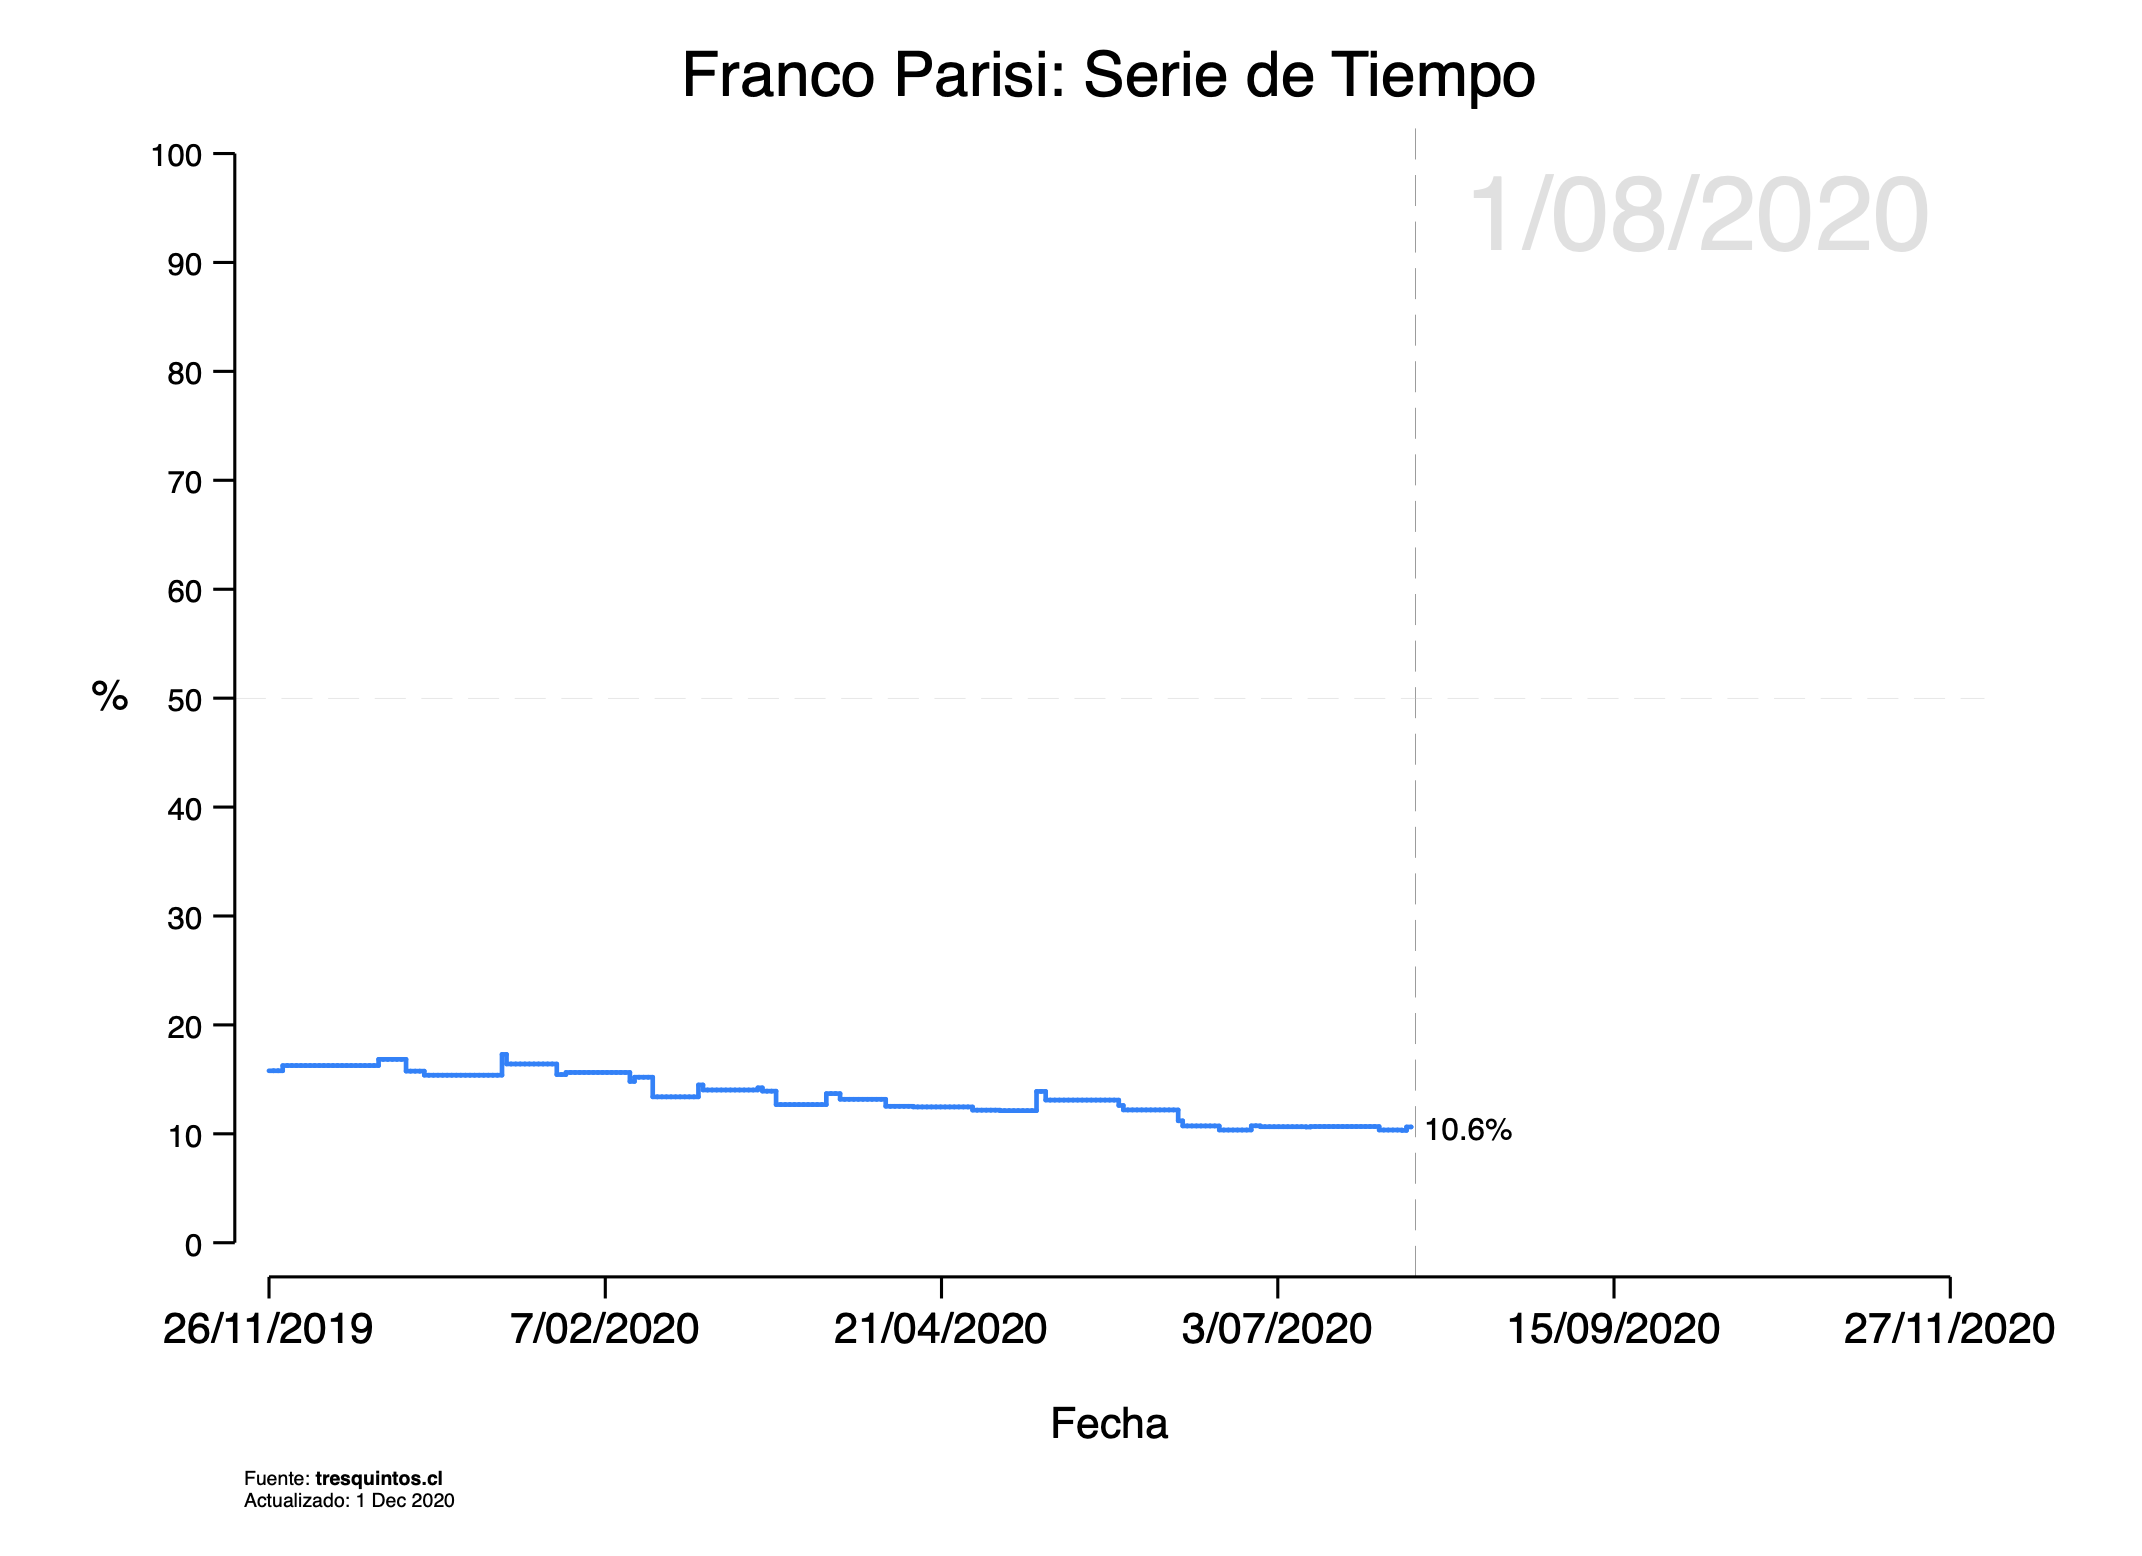 Franco Parisi: Serie de Tiempo
1/08/2020
100
90
80
70
60
%
50
40
30
20
10
0
10.6%
26/11/2019 7/02/2020 21/04/2020 3/07/2020 15/09/2020 27/11/2020
Fecha
Fuente: tresquintos.cl
Actualizado: 1 Dec 2020